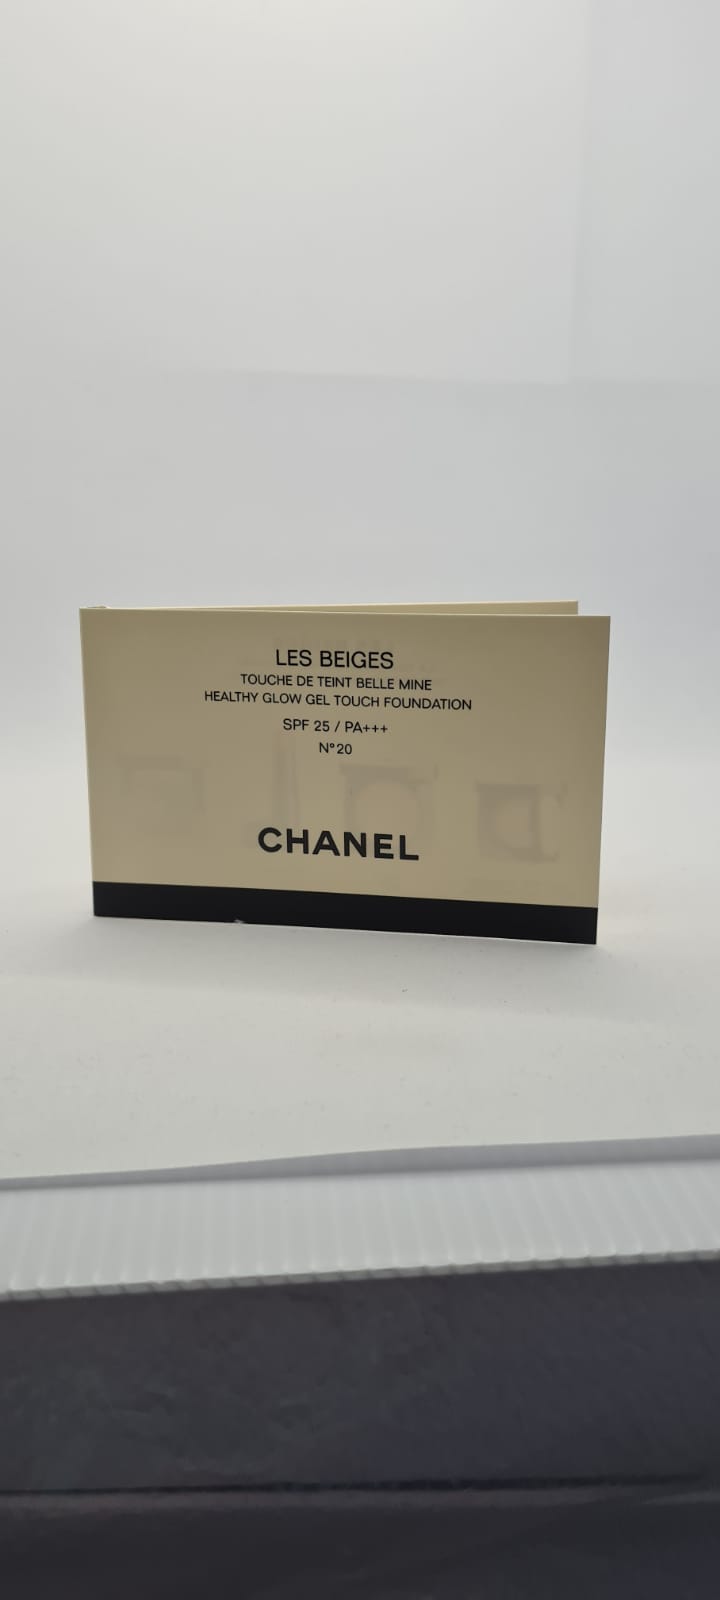 LES BEIGES
TOUCHE DE TEINT BELLE MINE
HEALTHY GLOW GEL TOUCH FOUNDATION
SPF 25 / PA+++
N°20
CHANEL